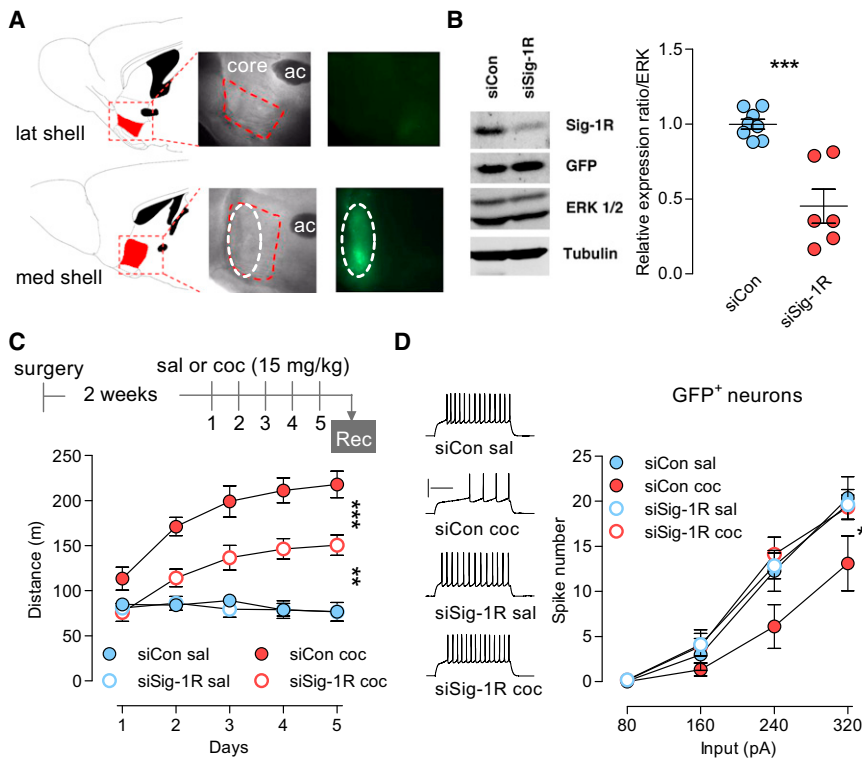 A
core
ac
lat shell
ac
med shell
B
siCon
siSig-1R
Sig-1R
GFP
ERK 1/2
Tubulin
Relative expression ratio/ERK
1.5
1.0
0.5
0.0
***
siCon
siSig-1R
C
surgery
2 weeks
sal or coc (15 mg/kg)
1 2 3 4 5
Rec
Distance (m)
250
200
150
100
50
0
***
**
siCon sal
siCon coc
siSig-1R sal
siSig-1R coc
1 2 3 4 5
Days
D
siCon sal
siCon coc
siSig-1R sal
siSig-1R coc
GFP+ neurons
Spike number
25
20
15
10
5
0
siCon sal
siCon coc
siSig-1R sal
siSig-1R coc
*
80 160 240 320
Input (pA)